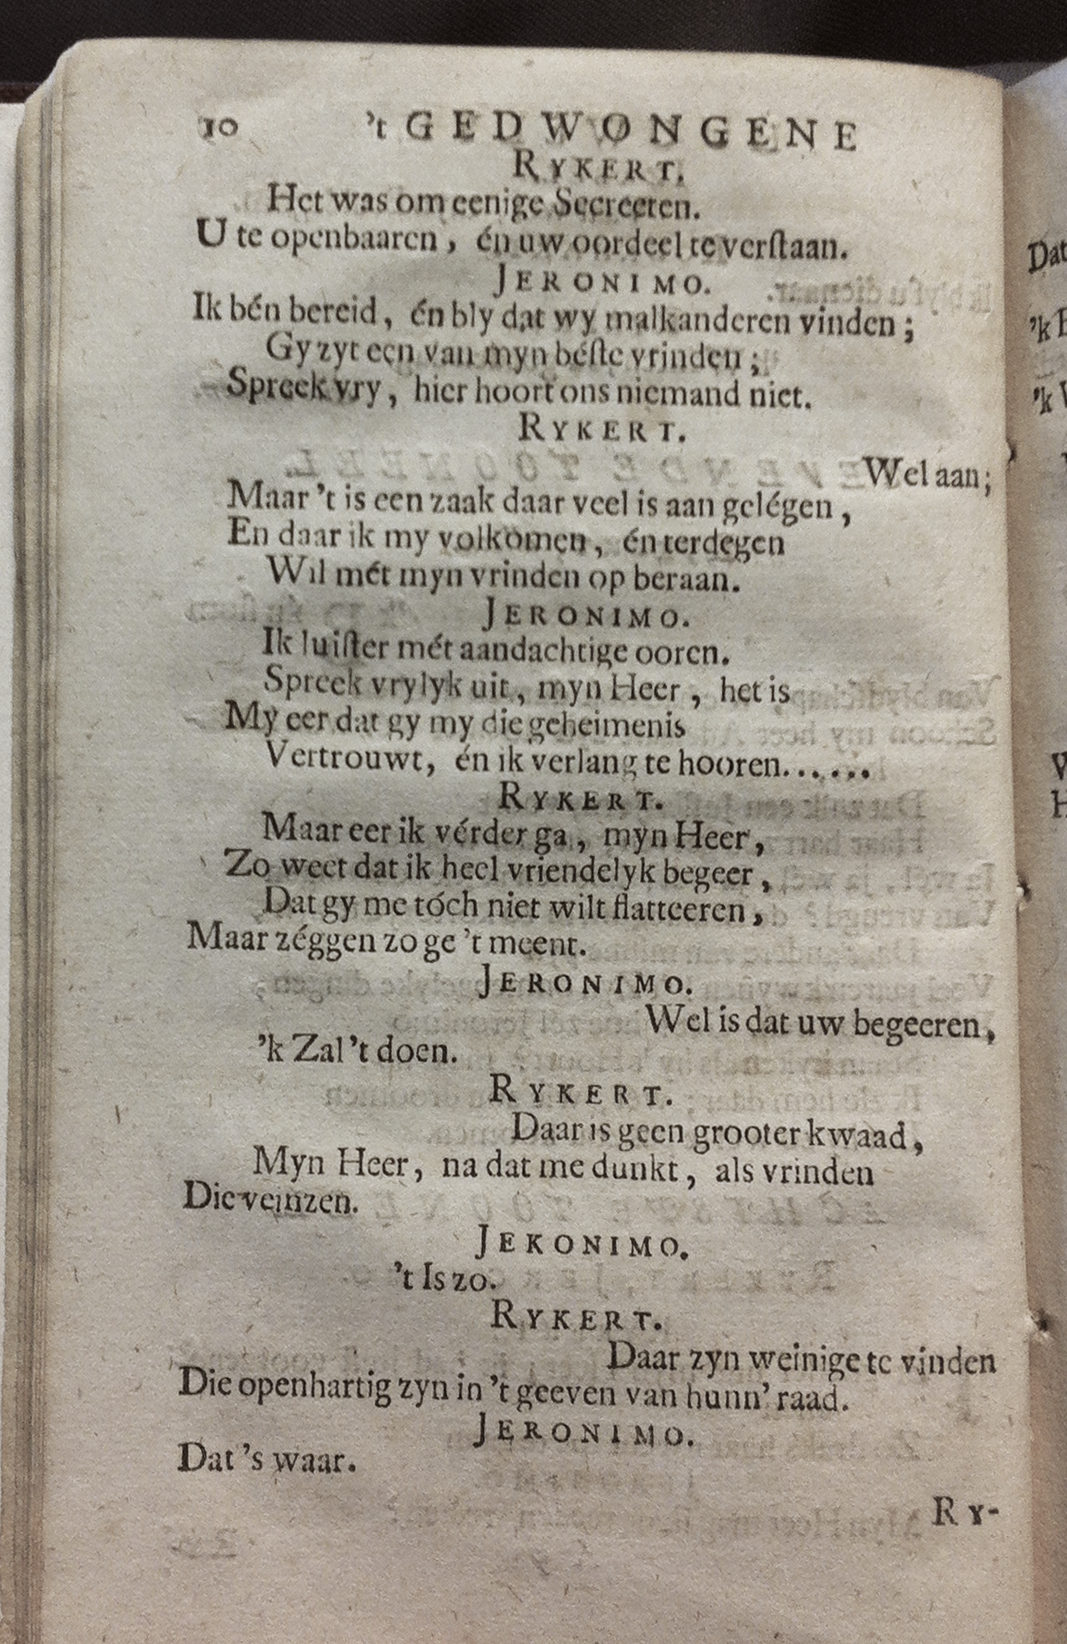 10 't GEDWONGENE
RYKERT.
Het was om eenige Secreeten.
U te openbaaren, én uw oordeel te verstaan.
JERONIMO.
Ik bén bereid, én bly dat wy malkanderen vinden;
Gy zyt een van myn béste vrinden;
Spreek vry, hier hoort ons niemand niet.
RYKERT.
Wel aan;
Maar 't is een zaak daar veel is aan gelégen,
En daar ik my volkomen, én terdegen
Wil mét myn vrinden op beraan.
JERONIMO.
Ik luister mét aandachtige ooren.
Spreek vrylyk uit, myn Heer, het is
My eer dat gy my die geheimenis
Vertrouwt, én ik verlang te hooren......
RYKERT.
Maar eer ik vérder ga, myn Heer,
Zo weet dat ik heel vriendelyk begeer,
Dat gy me tóch niet wilt flatteeren,
Maar zéggen zo ge 't meent.
JERONIMO.
Wel is dat uw begeeren,
'k Zal 't doen.
RYKERT.
Daar is geen grooter kwaad,
Myn Heer, na dat me dunkt, als vrinden
Die veinzen.
JEKONIMO.
't Is zo.
RYKERT.
Daar zyn weinige te vinden
Die openhartig zyn in 't geeven van hunn' raad.
JERONIMO.
Dat 's waar.
RY-
Dat
'k
'k